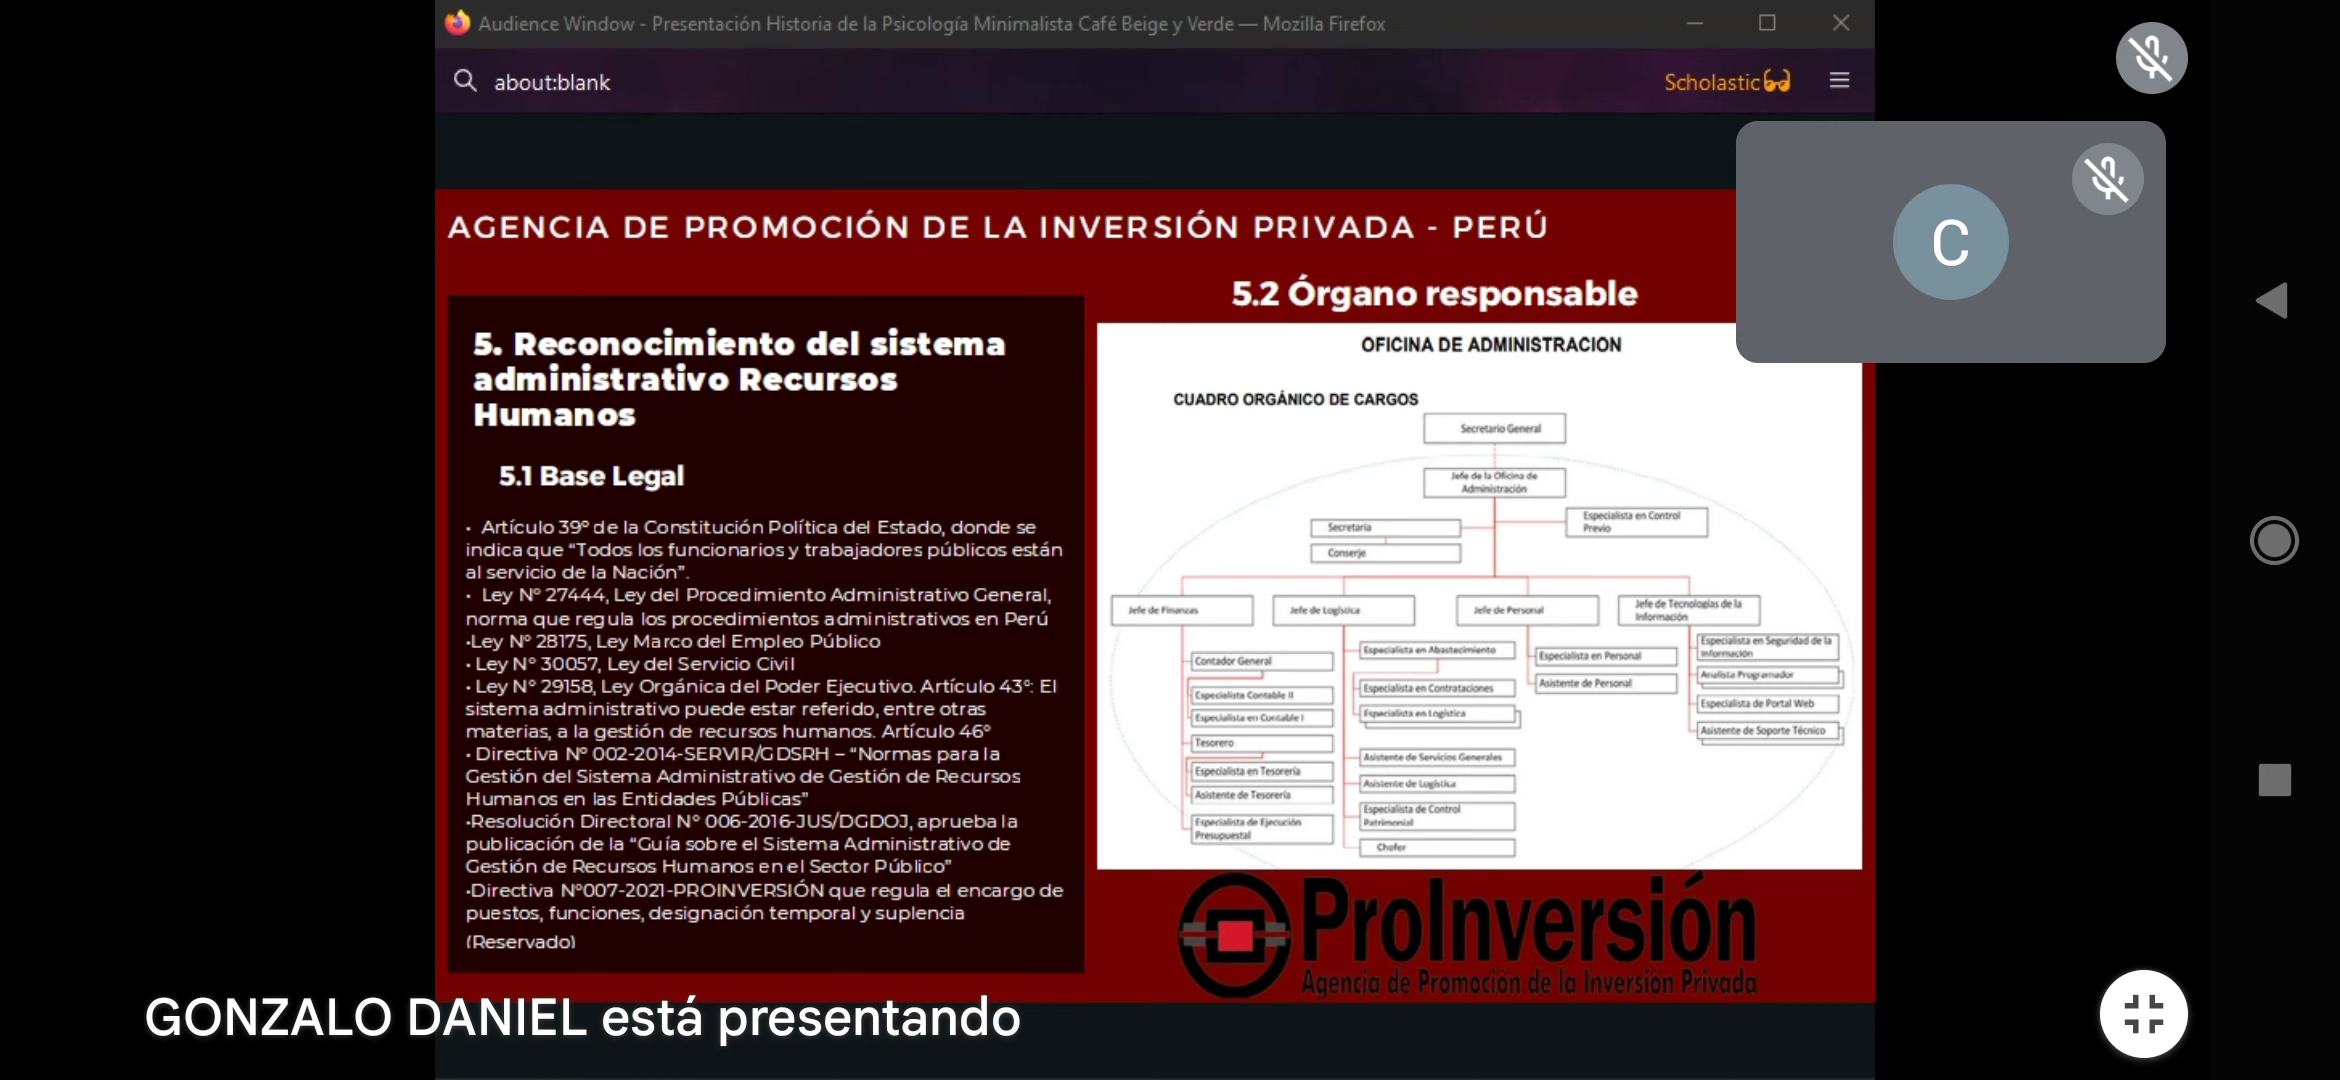 Audience Window - Presentación Historia de la Psicología Minimalista Café Beige y Verde — Mozilla Firefox
about:blank
Scholastic
C
AGENCIA DE PROMOCIÓN DE LA INVERSIÓN PRIVADA - PERÚ
5. Reconocimiento del sistema
administrativo Recursos
Humanos
5.1 Base Legal
• Artículo 39º de la Constitución Política del Estado, donde se
indica que “Todos los funcionarios y trabajadores públicos están
al servicio de la Nación”.
• Ley Nº 27444, Ley del Procedimiento Administrativo General,
norma que regula los procedimientos administrativos en Perú
•Ley Nº 28175, Ley Marco del Empleo Público
• Ley Nº 30057, Ley del Servicio Civil
• Ley Nº 29158, Ley Orgánica del Poder Ejecutivo. Artículo 43º: El
sistema administrativo puede estar referido, entre otras
materias, a la gestión de recursos humanos. Artículo 46º
• Directiva Nº 002-2014-SERVIR/GDSRH – “Normas para la
Gestión del Sistema Administrativo de Gestión de Recursos
Humanos en las Entidades Públicas”
•Resolución Directoral Nº 006-2016-JUS/DGDOJ, aprueba la
publicación de la “Guía sobre el Sistema Administrativo de
Gestión de Recursos Humanos en el Sector Público”
•Directiva Nº007-2021-PROINVERSIÓN que regula el encargo de
puestos, funciones, designación temporal y suplencia
(Reservado)
5.2 Órgano responsable
OFICINA DE ADMINISTRACION
CUADRO ORGÁNICO DE CARGOS
Secretario General
Jefe de la Oficina de
Administración
Secretaria
Conserje
Especialista en Control
Previo
Jefe de Finanzas
Contador General
Especialista Contable II
Especialista en Contable I
Tesorero
Especialista en Tesorería
Asistente de Tesorería
Especialista de Ejecución
Presupuestal
Jefe de Logística
Especialista en Abastecimiento
Especialista en Contrataciones
Especialista en Logística
Asistente de Servicios Generales
Asistente de Logística
Especialista de Control
Patrimonial
Chofer
Jefe de Personal
Especialista en Personal
Asistente de Personal
Jefe de Tecnologías de la
Información
Especialista en Seguridad de la
Información
Analista Programador
Especialista de Portal Web
Asistente de Soporte Técnico
ProInversión
Agencia de Promoción de la Inversión Privada
GONZALO DANIEL está presentando